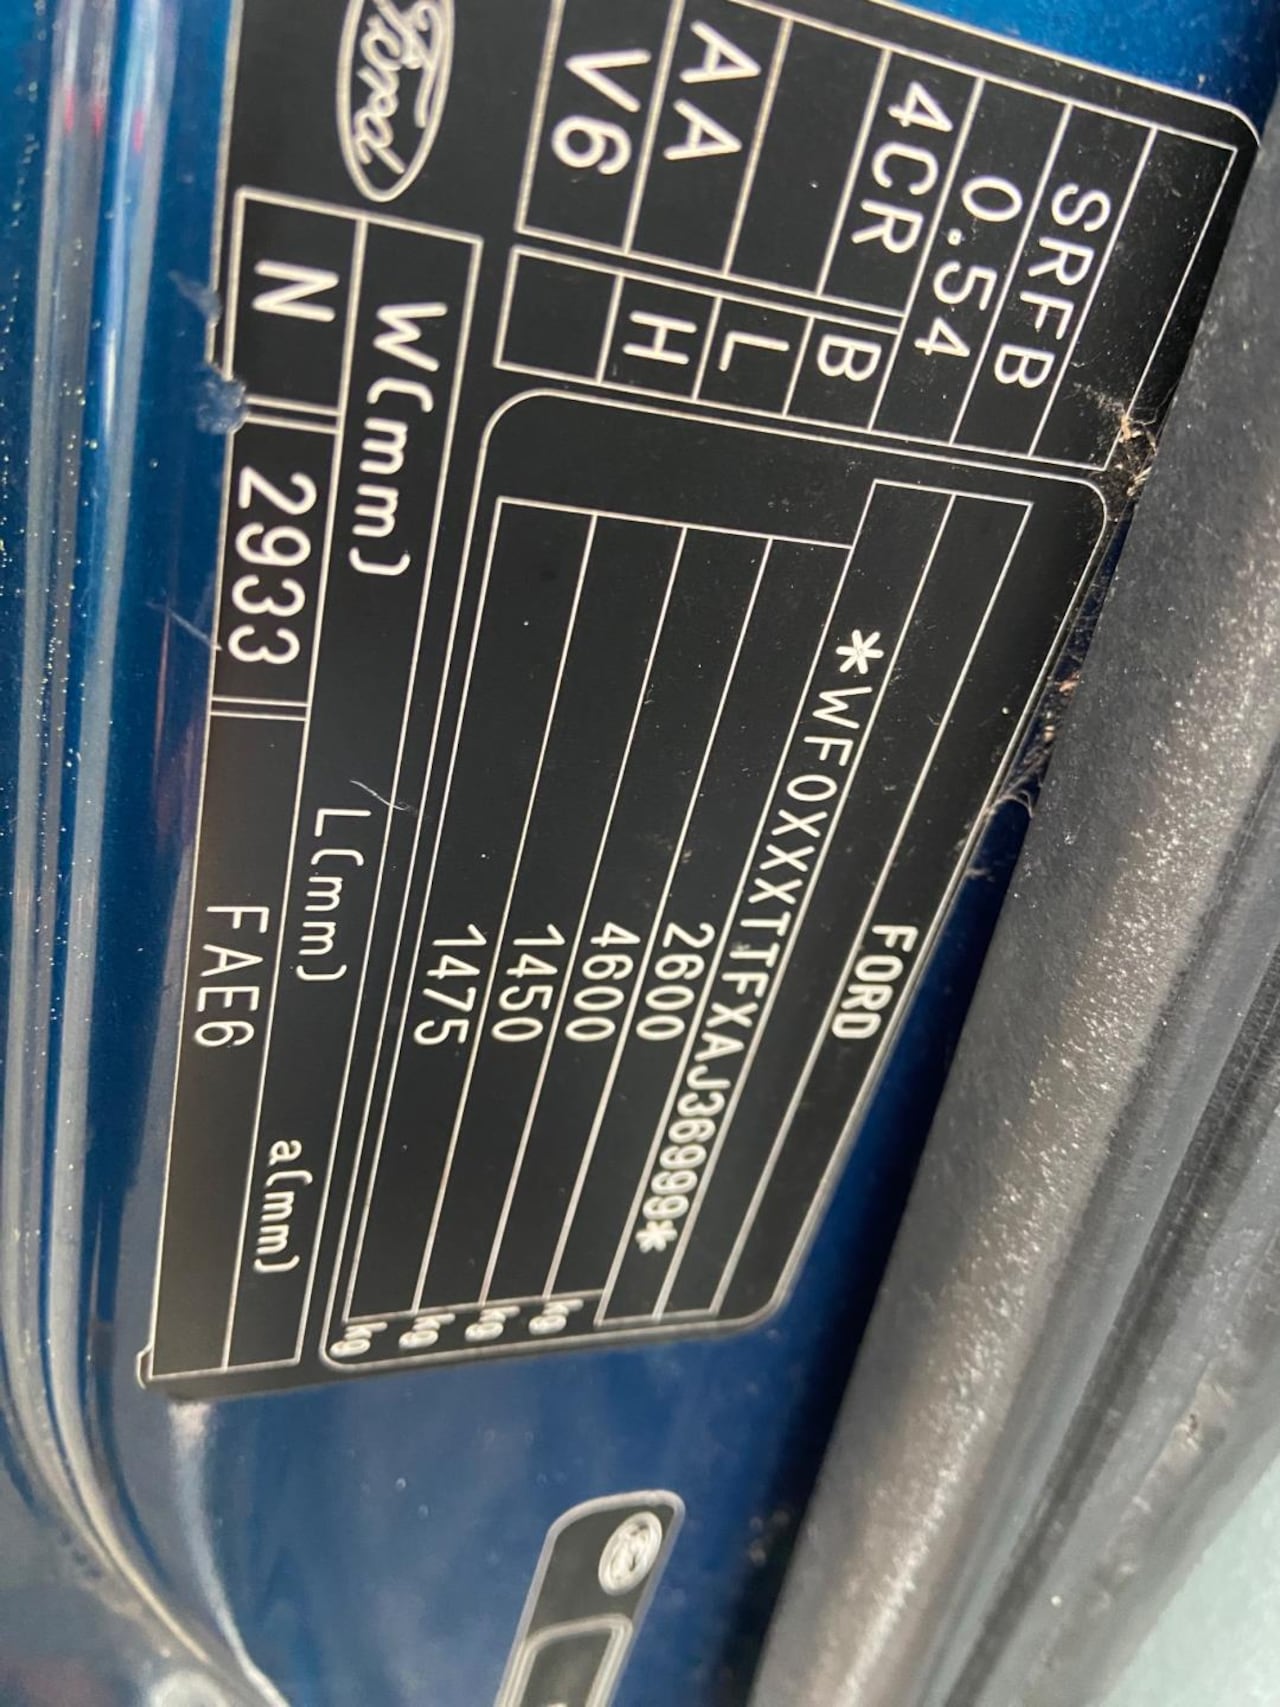 FORD
*WF0XXXTTFXAJ36999*
SRFB
0.54
2600 kg
4CR B
4600 kg
L
1450 kg
AA H
1475 kg
V6
Ford
W(mm) L(mm) a(mm)
N 2933 FAE6